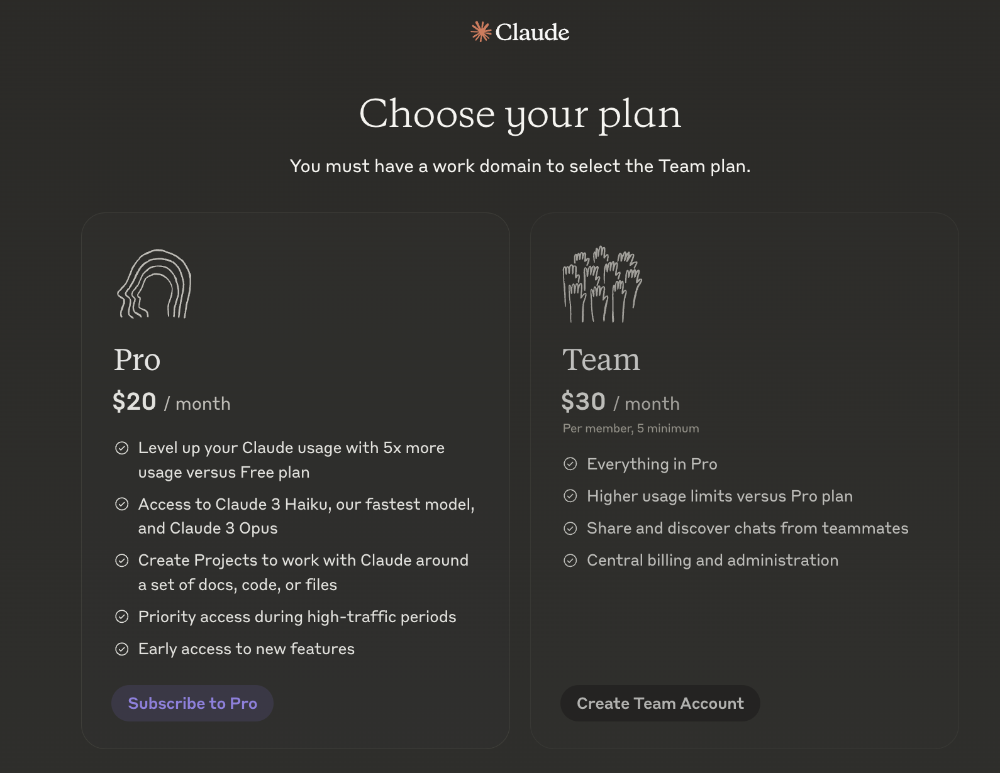 Claude
Choose your plan
You must have a work domain to select the Team plan.
Pro
$20 / month
Level up your Claude usage with 5x more
usage versus Free plan
Access to Claude 3 Haiku, our fastest model,
and Claude 3 Opus
Create Projects to work with Claude around
a set of docs, code, or files
Priority access during high-traffic periods
Early access to new features
Subscribe to Pro
Team
$30 / month
Per member, 5 minimum
Everything in Pro
Higher usage limits versus Pro plan
Share and discover chats from teammates
Central billing and administration
Create Team Account